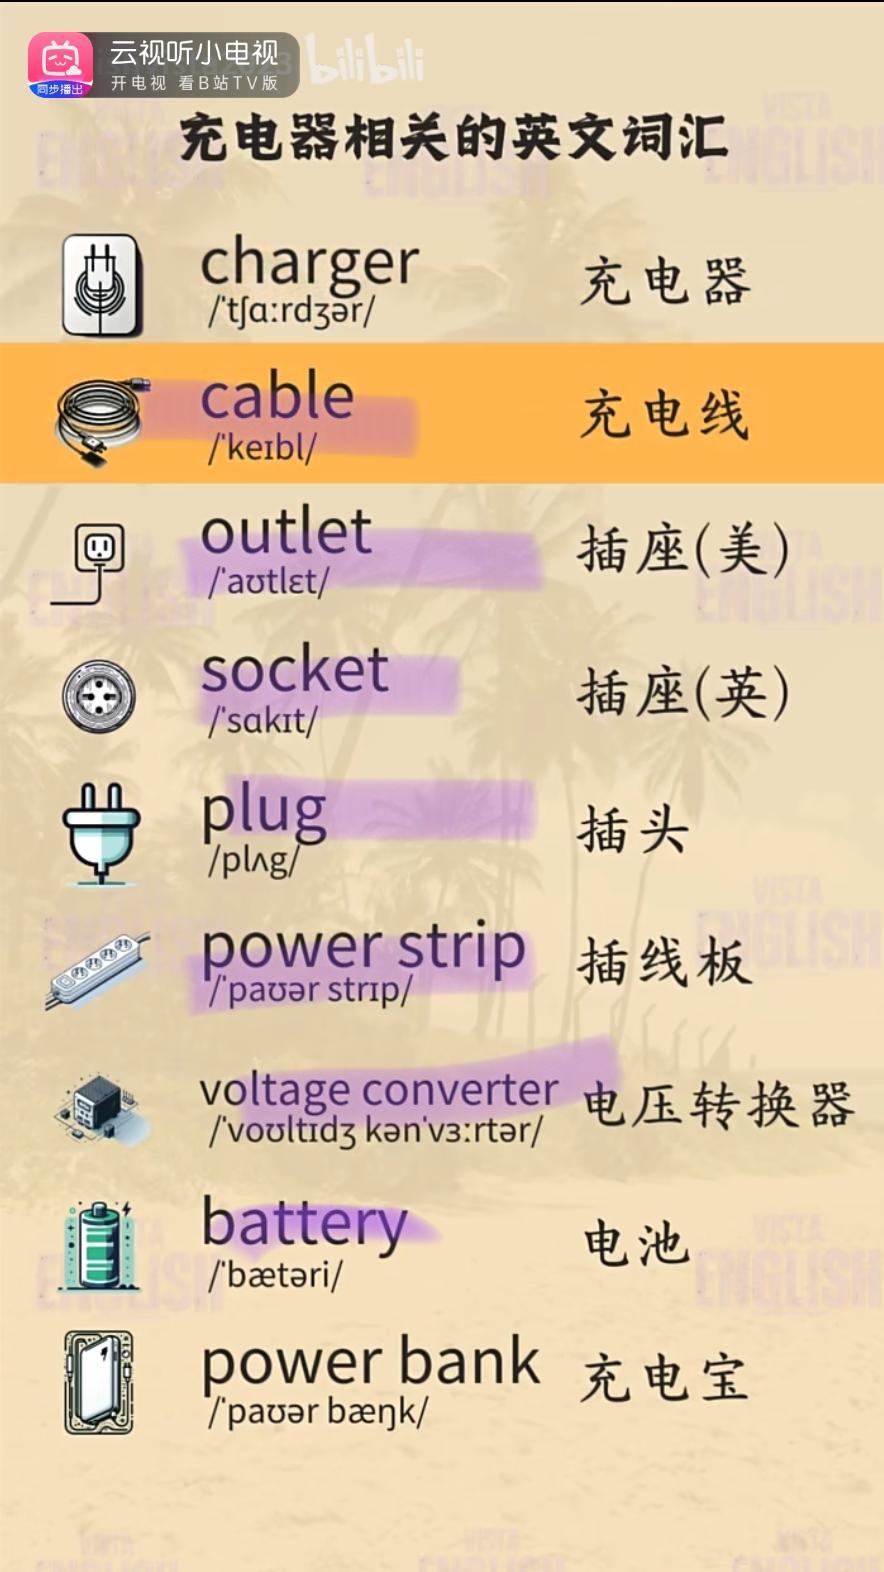 云视听小电视
开电视 看B站TV版
同步播出
bilibili
充电器相关的英文词汇
charger
/ˈtʃɑːrdʒər/
充电器
cable
/ˈkeɪbl/
充电线
outlet
/ˈaʊtlɛt/
插座(美)
socket
/ˈsɑkɪt/
插座(英)
plug
/plʌg/
插头
power strip
/ˈpaʊər strɪp/
插线板
voltage converter
/ˈvoʊltɪdʒ kənˈvɜːrtər/
电压转换器
battery
/ˈbætəri/
电池
power bank
/ˈpaʊər bæŋk/
充电宝
VISTA
ENGLISH